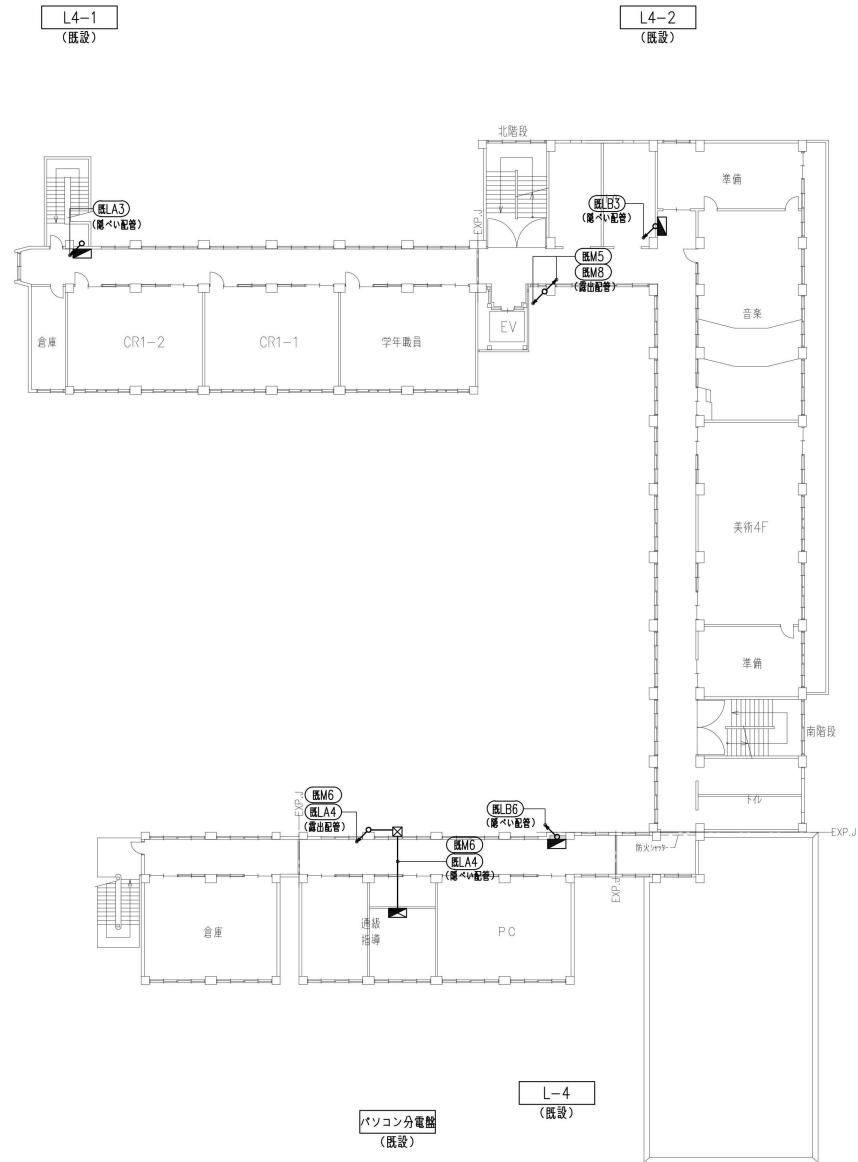 L4-1
(既設)
L4-2
(既設)
北階段
準備
既LA3
(隠ぺい配管)
既LB3
(隠ぺい配管)
EXP.J
既M5
既M8
(露出配管)
音楽
EV
倉庫
CR1-2
CR1-1
学年職員
美術4F
準備
南階段
トイレ
EXP.J
既M6
既LA4
(露出配管)
既LB6
(隠ぺい配管)
EXP.J
防火シャッター
既M6
既LA4
(隠ぺい配管)
EXP.J
倉庫
通級
指導
PC
L-4
(既設)
パソコン分電盤
(既設)